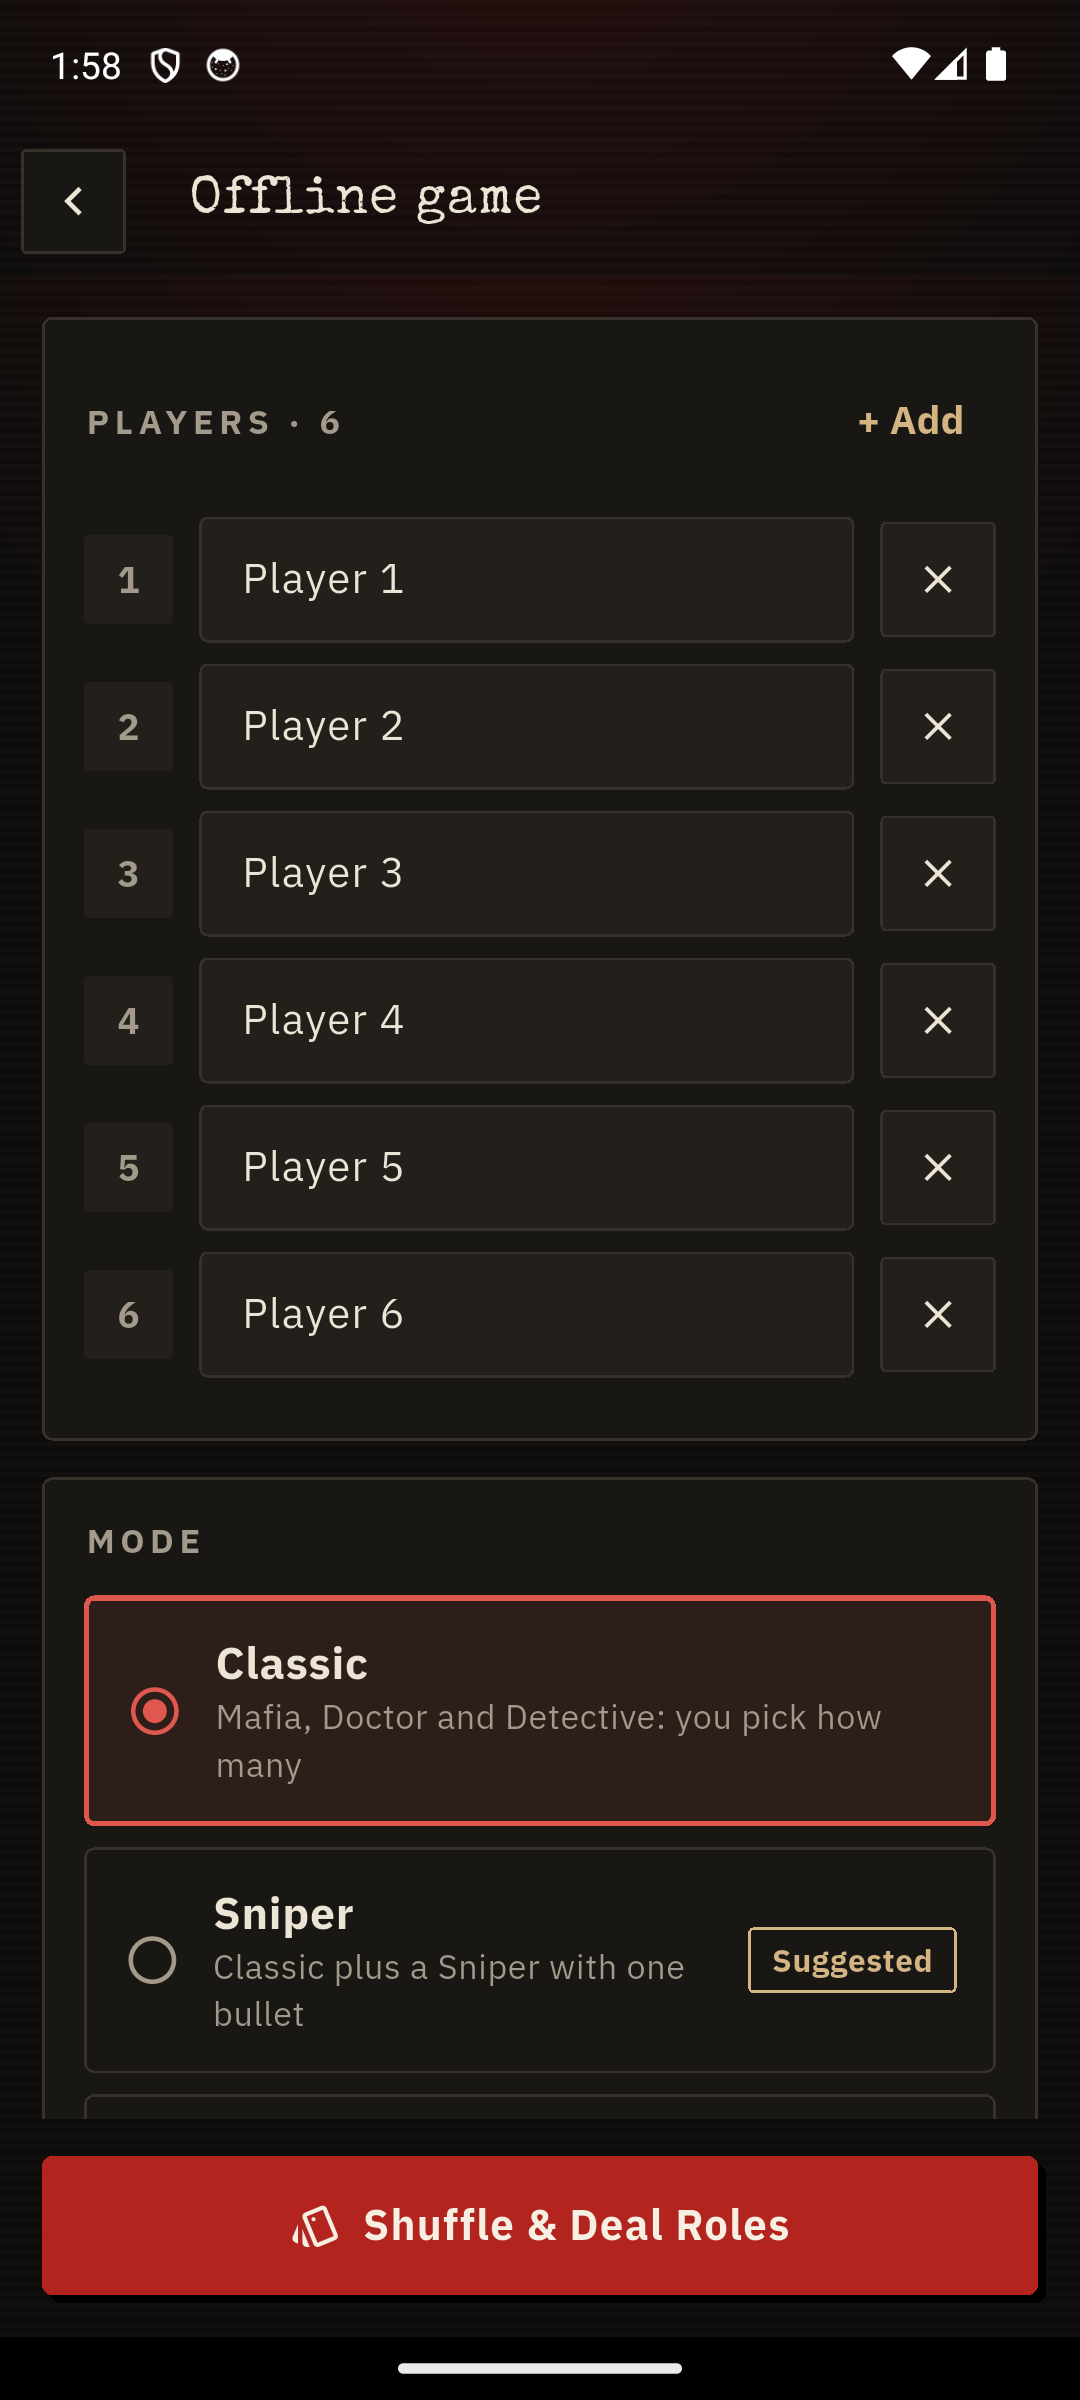 1:58
Offline game
PLAYERS · 6
+ Add
1
Player 1
2
Player 2
3
Player 3
4
Player 4
5
Player 5
6
Player 6
MODE
Classic
Mafia, Doctor and Detective: you pick how
many
Sniper
Classic plus a Sniper with one
bullet
Suggested
Shuffle & Deal Roles